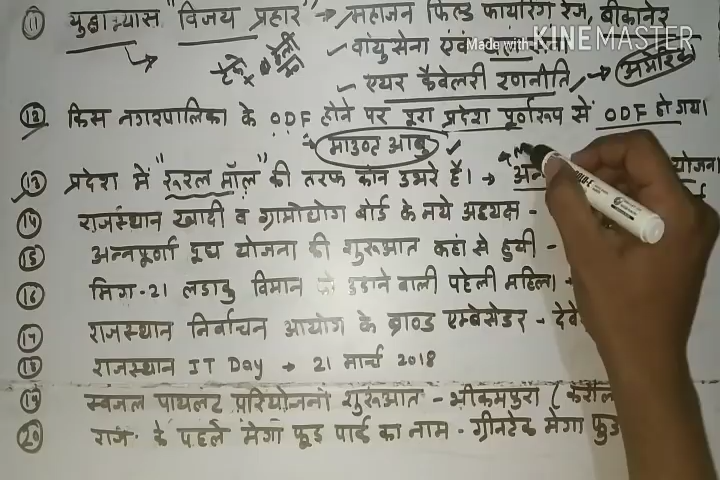 (11) युद्धाभ्यास "विजय प्रहार" → महाजन फिल्ड फायरिंग रेंज, बीकानेर
✓ वायुसेना एवं
Made with KINEMASTER
✓ एयर कैवेलरी रणनीति → अमेरिका
(12) किस नगरपालिका के ODF होने पर पूरा प्रदेश पूर्णरूप से ODF हो गया।
→ माउण्ट आबू ✓
(13) प्रदेश में "रूरल मॉल" की तरफ कौन उभरे है। → अन योजना
(14) राजस्थान खादी व ग्रामोद्योग बोर्ड के नये अध्यक्ष -
(15) अन्नपूर्णा दूध योजना की शुरूआत कहां से हुयी -
(16) मिग-21 लडाकु विमान को उडाने वाली पहेली महिला -
(17) राजस्थान निर्वाचन आयोग के ब्राण्ड एम्बेसेडर - देवे
(18) राजस्थान IT Day → 21 मार्च 2018
(19) स्वजल पायलट परियोजना शुरूआत - भीकमपुरा (करौल
(20) राज. के पहले मेगा फूड पार्क का नाम - ग्रीनटेक मेगा फुड